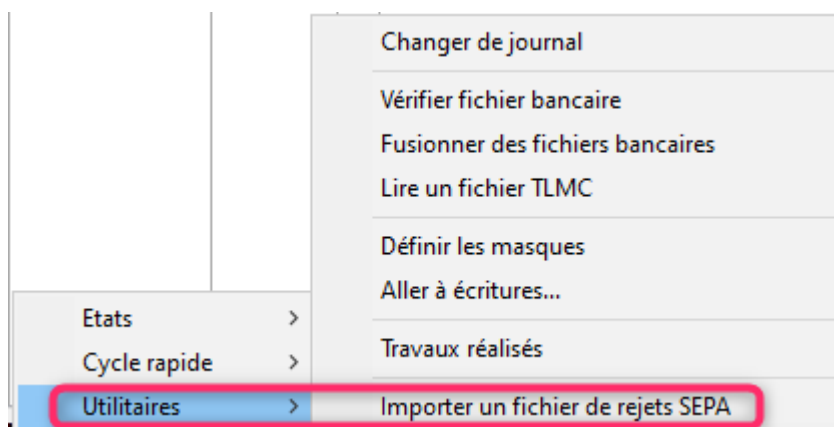 Changer de journal
Vérifier fichier bancaire
Fusionner des fichiers bancaires
Lire un fichier TLMC
Définir les masques
Aller à écritures...
Etats >
Travaux réalisés
Cycle rapide >
Utilitaires >
Importer un fichier de rejets SEPA